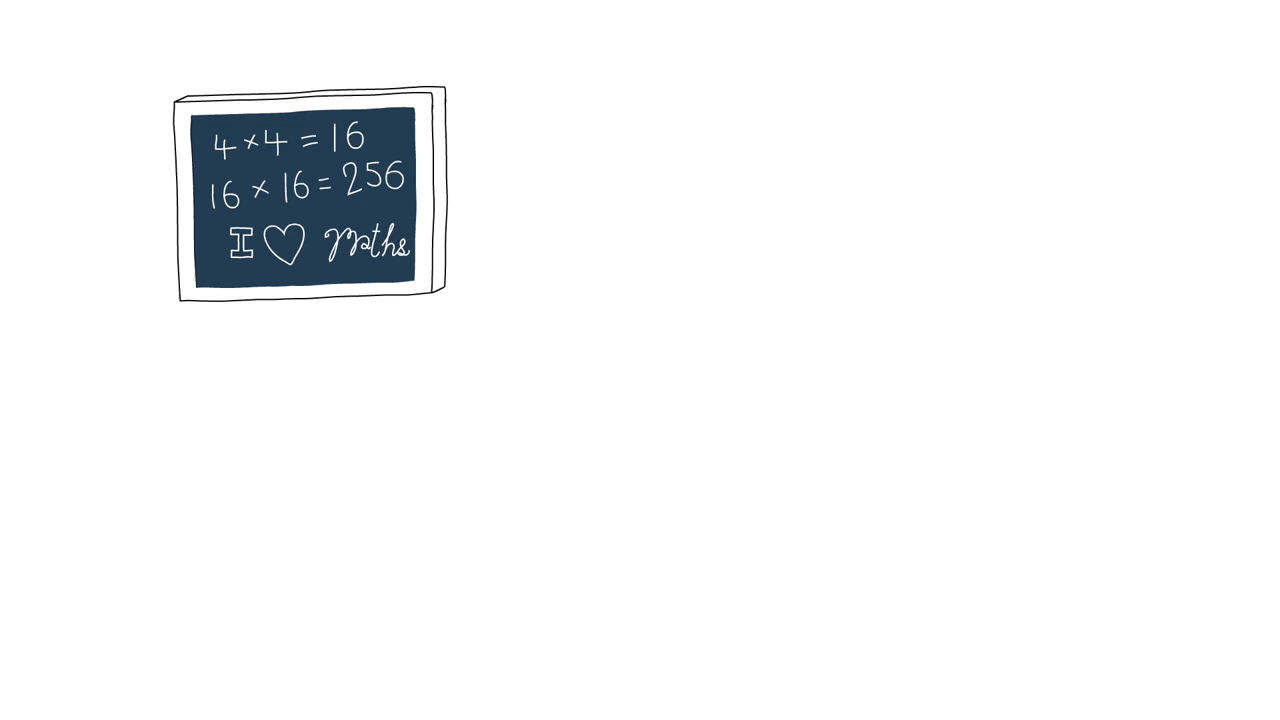 4 × 4 = 16
16 × 16 = 256
I ♡ Maths